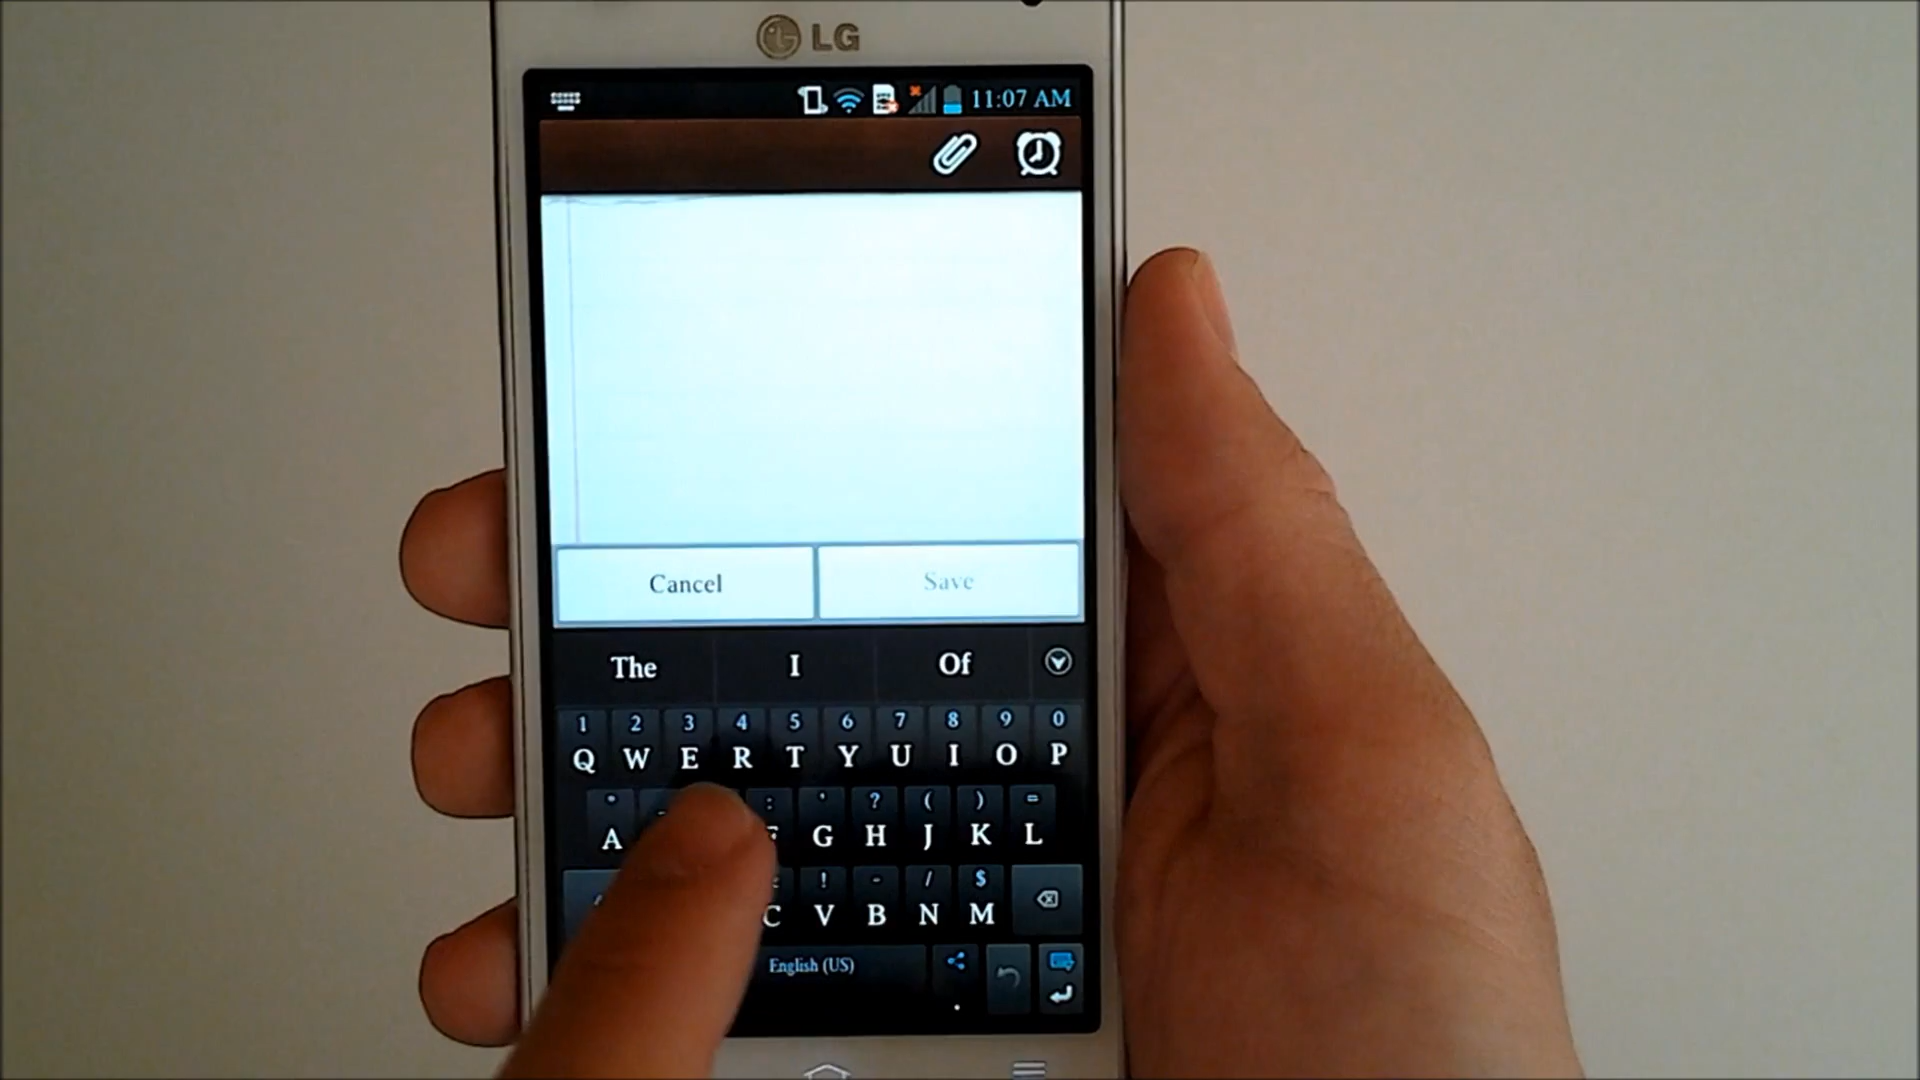 LG
11:07 AM
Cancel Save
The I Of
1 2 3 4 5 6 7 8 9 0
Q W E R T Y U I O P
* : ' ? ( ) =
A F G H J K L
! - / $
C V B N M
English (US)
.